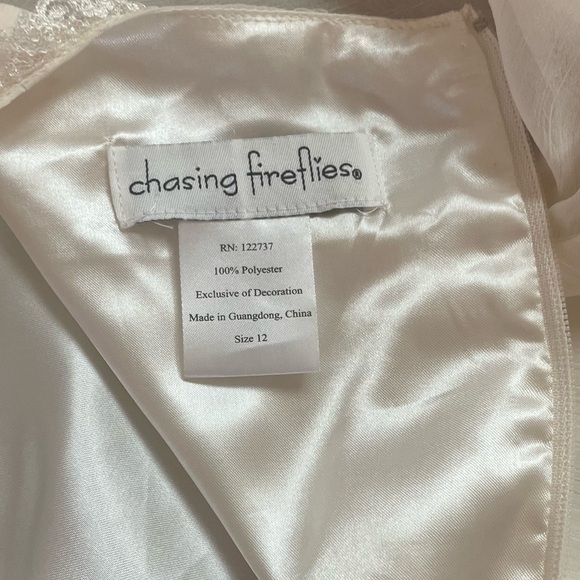 chasing fireflies®
RN: 122737
100% Polyester
Exclusive of Decoration
Made in Guangdong, China
Size 12